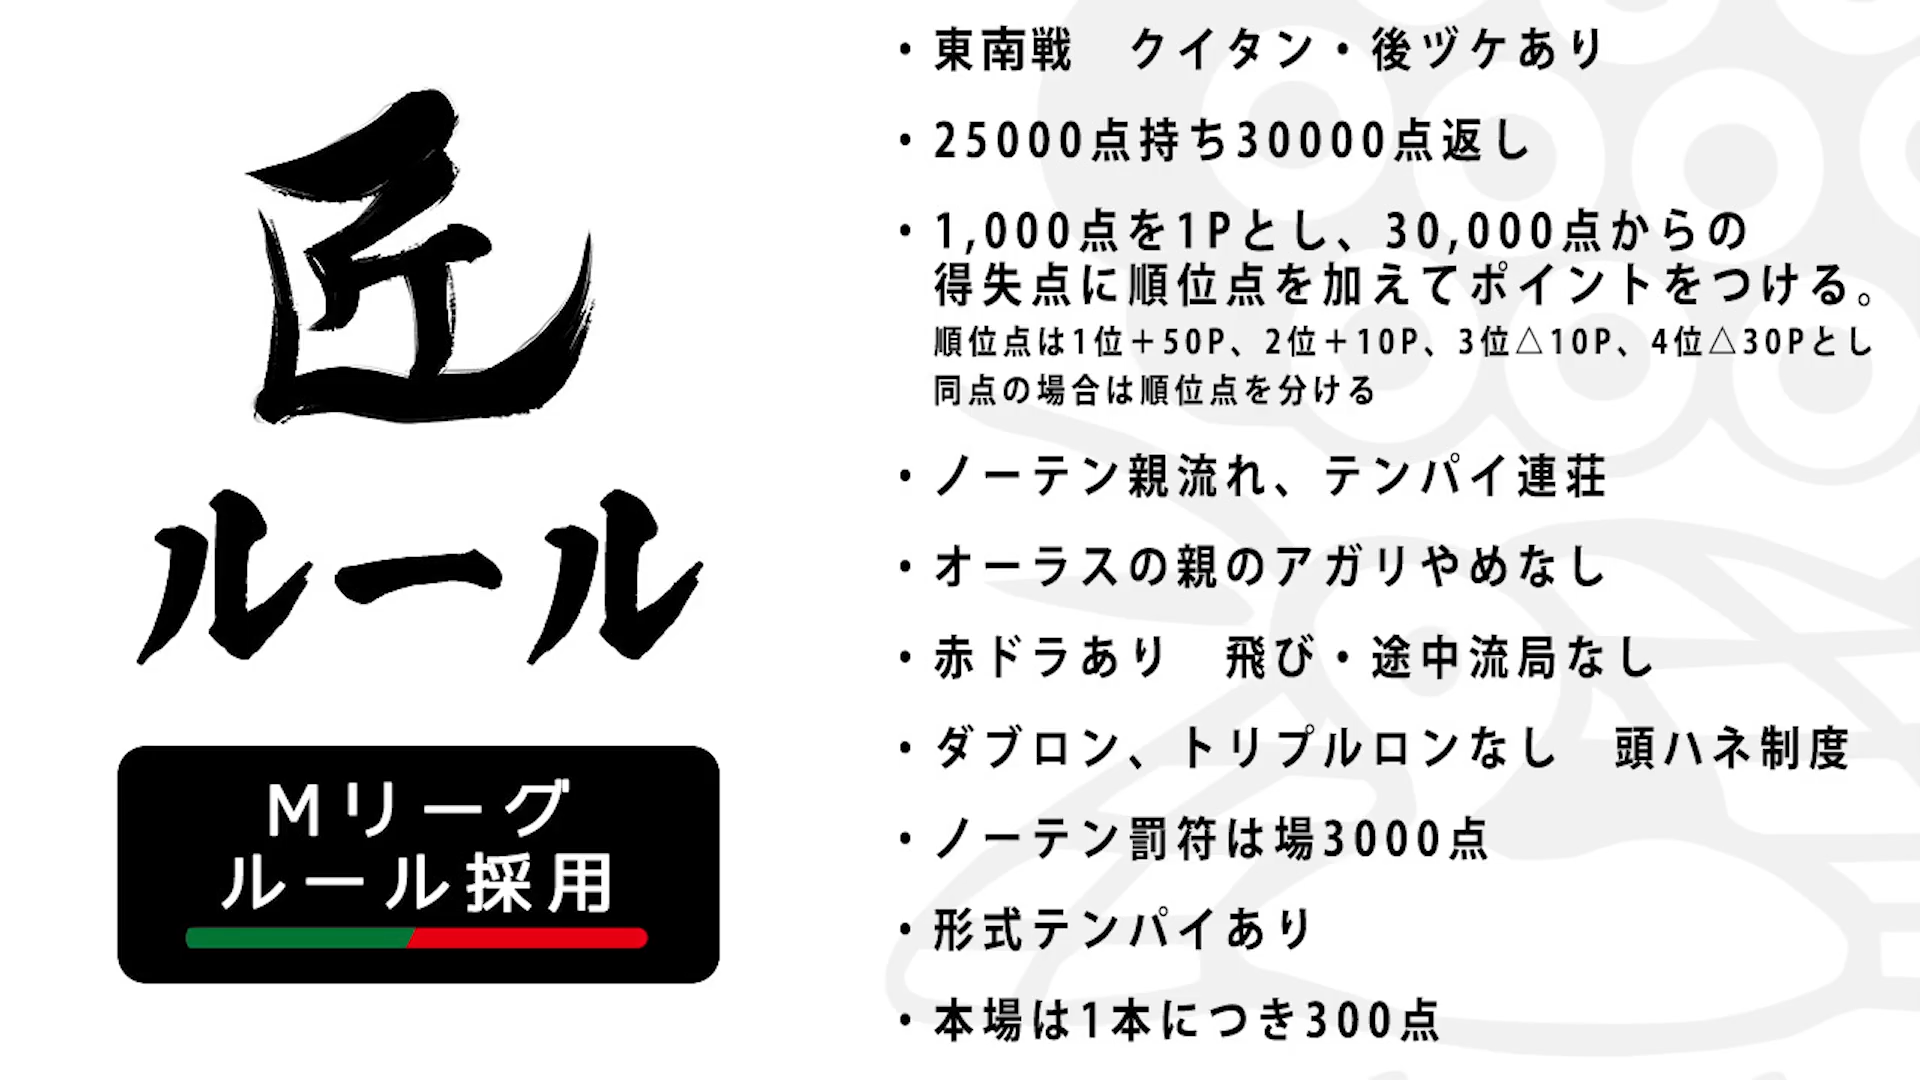 匠
ルール
Mリーグ
ルール採用
・東南戦　クイタン・後ヅケあり
・25000点持ち30000点返し
・1,000点を1Pとし、30,000点からの
得失点に順位点を加えてポイントをつける。
順位点は1位＋50P、2位＋10P、3位△10P、4位△30Pとし
同点の場合は順位点を分ける
・ノーテン親流れ、テンパイ連荘
・オーラスの親のアガリやめなし
・赤ドラあり　飛び・途中流局なし
・ダブロン、トリプルロンなし　頭ハネ制度
・ノーテン罰符は場3000点
・形式テンパイあり
・本場は1本につき300点